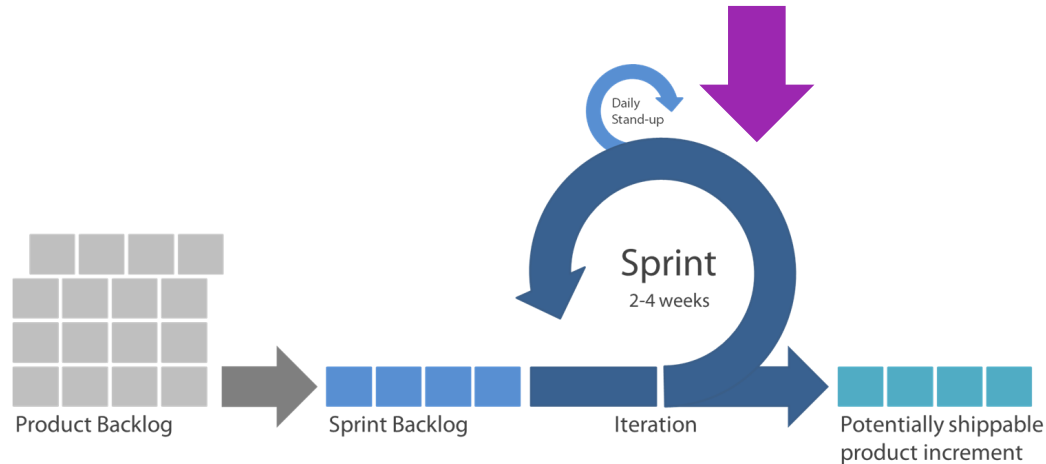 Daily
Stand-up
Sprint
2-4 weeks
Product Backlog
Sprint Backlog
Iteration
Potentially shippable
product increment